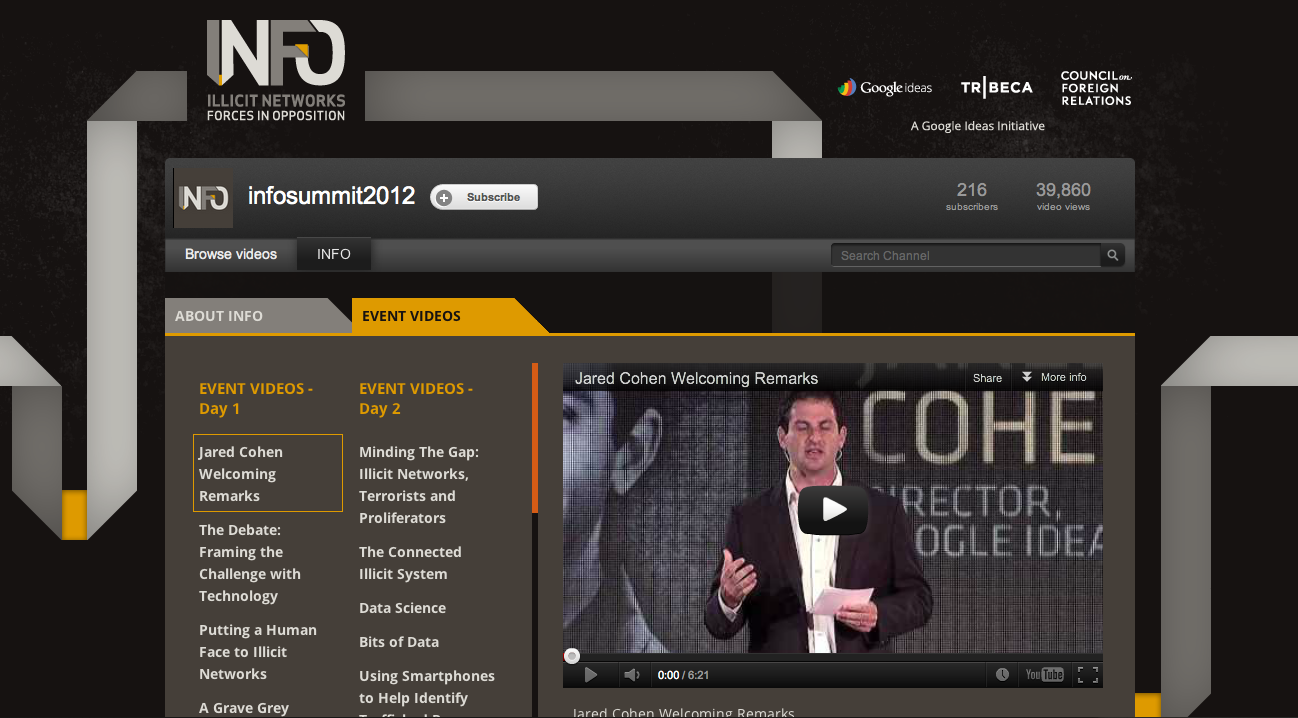 INFO
ILLICIT NETWORKS
FORCES IN OPPOSITION
Google ideas
TR|BECA
COUNCIL on
FOREIGN
RELATIONS
A Google Ideas Initiative
INFO
infosummit2012
Subscribe
216
subscribers
39,860
video views
Browse videos
INFO
Search Channel
ABOUT INFO
EVENT VIDEOS
EVENT VIDEOS -
Day 1
Jared Cohen
Welcoming
Remarks
The Debate:
Framing the
Challenge with
Technology
Putting a Human
Face to Illicit
Networks
A Grave Grey
EVENT VIDEOS -
Day 2
Minding The Gap:
Illicit Networks,
Terrorists and
Proliferators
The Connected
Illicit System
Data Science
Bits of Data
Using Smartphones
to Help Identify
Jared Cohen Welcoming Remarks
Share
More info
COHE
DIRECTOR,
OGLE IDEA
0:00 / 6:21
YouTube
Jared Cohen Welcoming Remarks